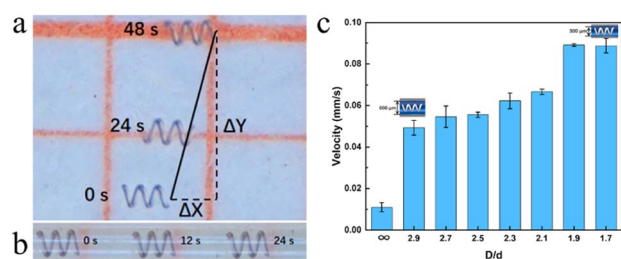 a
48 s
24 s
ΔY
0 s
ΔX
b
0 s
12 s
24 s
c
Velocity (mm/s)
0.10
0.08
0.06
0.04
0.02
0.00
600 μm
300 μm
∞ 2.9 2.7 2.5 2.3 2.1 1.9 1.7
D/d